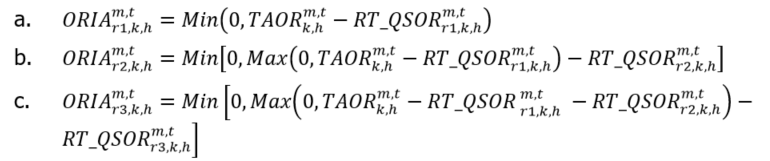 a. ORIA^{m,t}_{r1,k,h} = Min(0, TAOR^{m,t}_{k,h} − RT_QSOR^{m,t}_{r1,k,h})
b. ORIA^{m,t}_{r2,k,h} = Min[0, Max(0, TAOR^{m,t}_{k,h} − RT_QSOR^{m,t}_{r1,k,h}) − RT_QSOR^{m,t}_{r2,k,h}]
c. ORIA^{m,t}_{r3,k,h} = Min [0, Max(0, TAOR^{m,t}_{k,h} − RT_QSOR^{m,t}_{r1,k,h} − RT_QSOR^{m,t}_{r2,k,h}) −
RT_QSOR^{m,t}_{r3,k,h}]